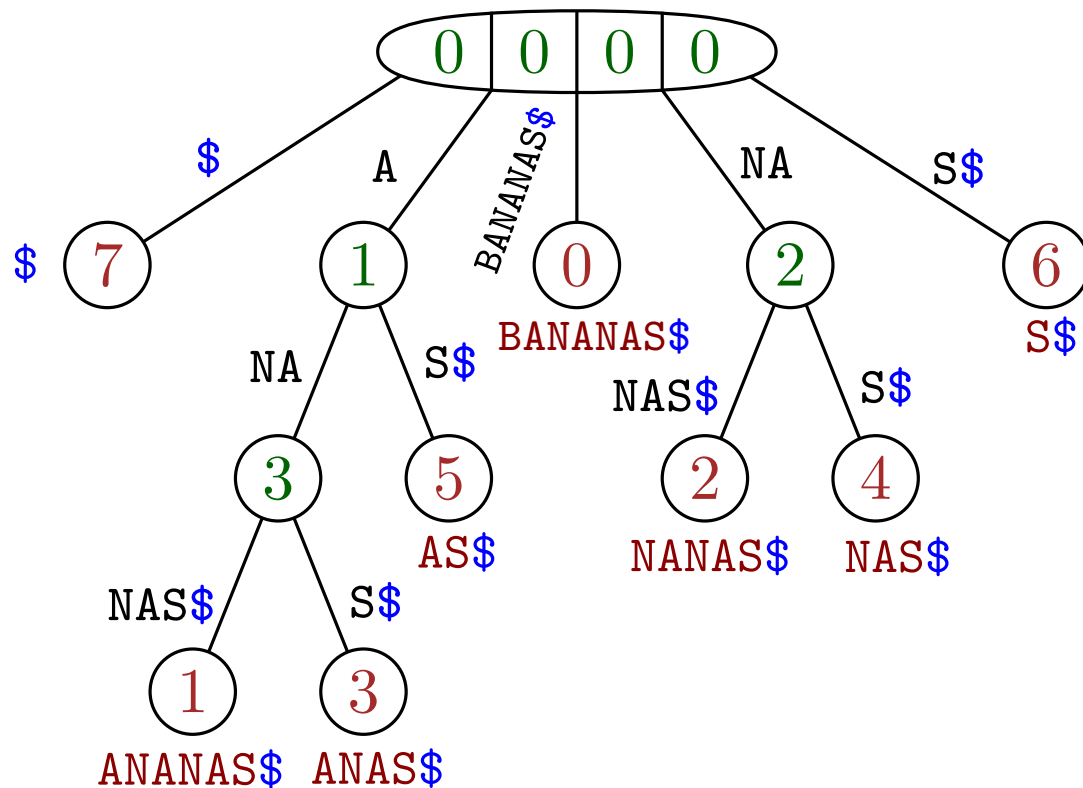 0 0 0 0
$
A
BANANAS$
NA
S$
$ 7
1
0
2
6
BANANAS$
S$
NA
S$
NAS$
S$
3
5
2
4
AS$
NANAS$
NAS$
NAS$
S$
1
3
ANANAS$
ANAS$